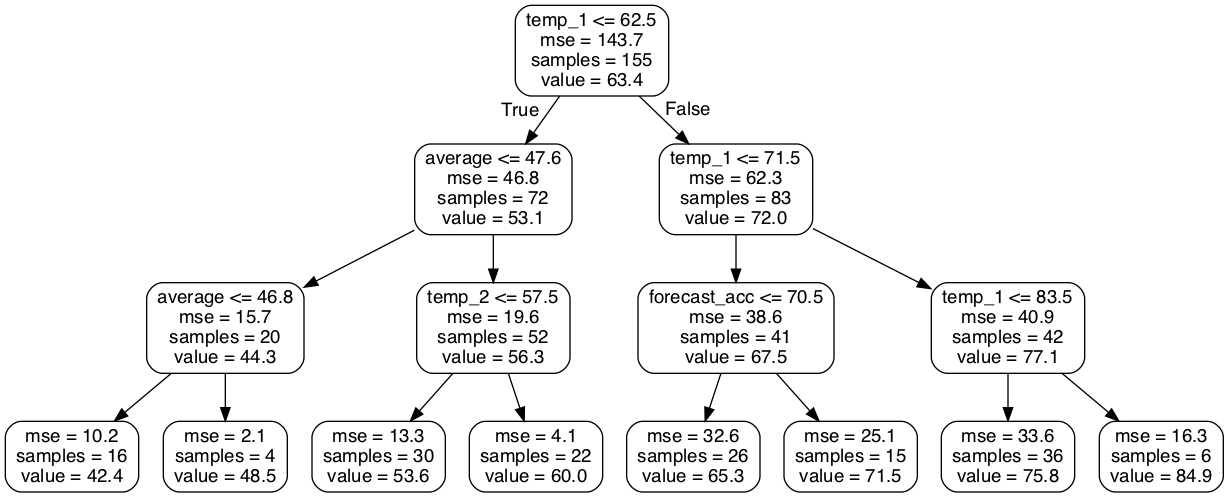 temp_1 <= 62.5
mse = 143.7
samples = 155
value = 63.4
True
False
average <= 47.6
mse = 46.8
samples = 72
value = 53.1
temp_1 <= 71.5
mse = 62.3
samples = 83
value = 72.0
average <= 46.8
mse = 15.7
samples = 20
value = 44.3
temp_2 <= 57.5
mse = 19.6
samples = 52
value = 56.3
forecast_acc <= 70.5
mse = 38.6
samples = 41
value = 67.5
temp_1 <= 83.5
mse = 40.9
samples = 42
value = 77.1
mse = 10.2
samples = 16
value = 42.4
mse = 2.1
samples = 4
value = 48.5
mse = 13.3
samples = 30
value = 53.6
mse = 4.1
samples = 22
value = 60.0
mse = 32.6
samples = 26
value = 65.3
mse = 25.1
samples = 15
value = 71.5
mse = 33.6
samples = 36
value = 75.8
mse = 16.3
samples = 6
value = 84.9